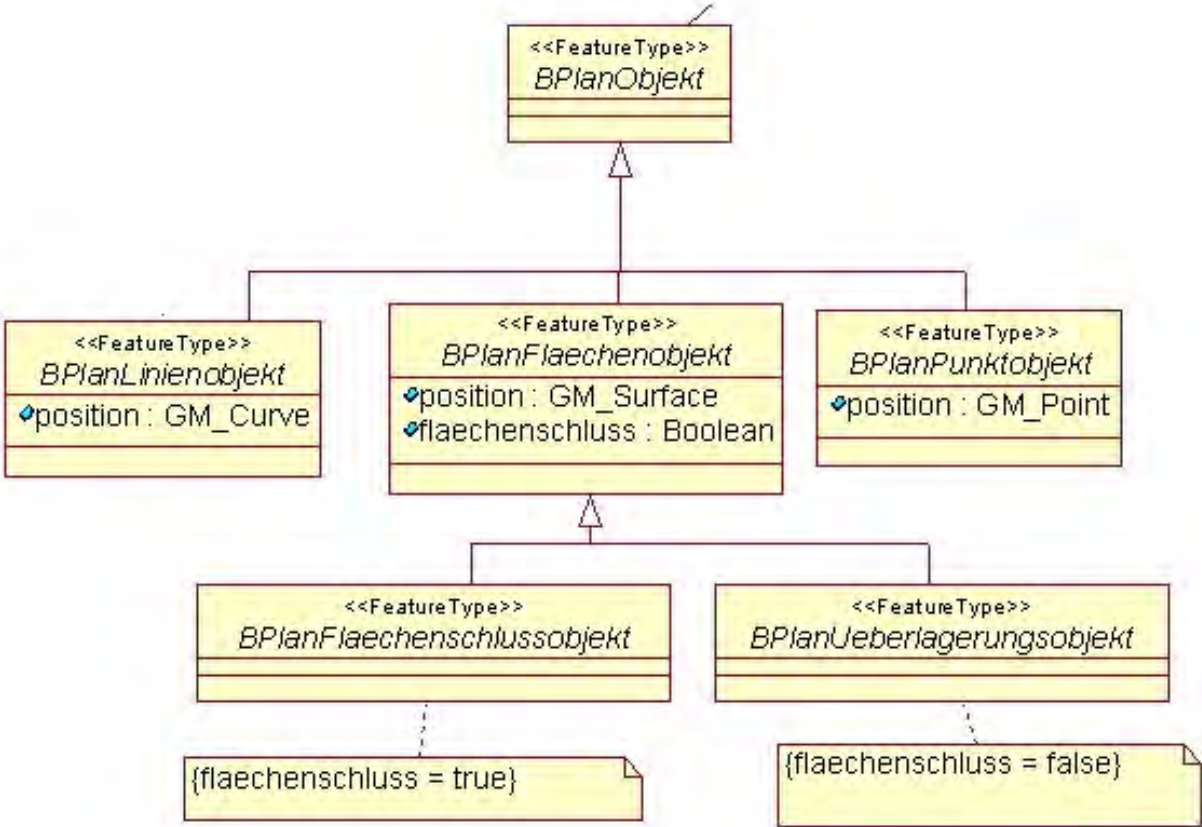 <<FeatureType>>
BPlanObjekt
<<FeatureType>>
BPlanLinienobjekt
position : GM_Curve
<<FeatureType>>
BPlanFlaechenobjekt
position : GM_Surface
flaechenschluss : Boolean
<<FeatureType>>
BPlanPunktobjekt
position : GM_Point
<<FeatureType>>
BPlanFlaechenschlussobjekt
<<FeatureType>>
BPlanUeberlagerungsobjekt
{flaechenschluss = true}
{flaechenschluss = false}